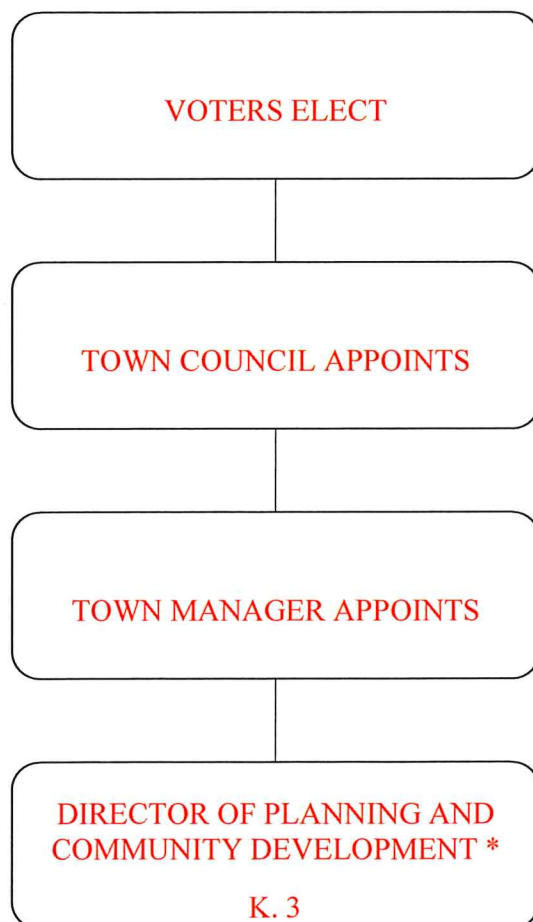 VOTERS ELECT
TOWN COUNCIL APPOINTS
TOWN MANAGER APPOINTS
DIRECTOR OF PLANNING AND
COMMUNITY DEVELOPMENT *
K. 3